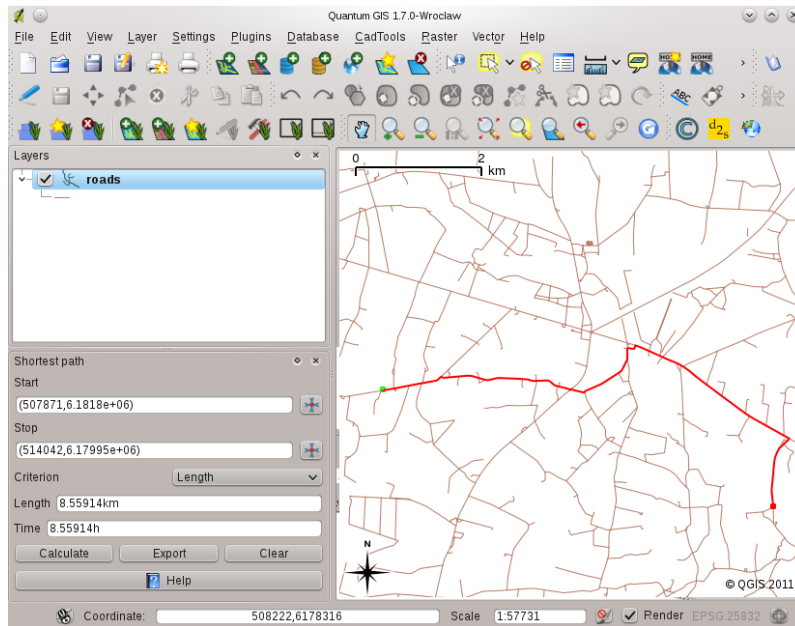 Quantum GIS 1.7.0-Wroclaw
File Edit View Layer Settings Plugins Database CadTools Raster Vector Help
HOME
ABC
d2s
Layers
roads
0 2
km
Shortest path
Start
(507871,6.1818e+06)
Stop
(514042,6.17995e+06)
Criterion Length
Length 8.55914km
Time 8.55914h
Calculate Export Clear
Help
N
© QGIS 2011
Coordinate: 508222,6178316 Scale 1:57731 Render EPSG:25832